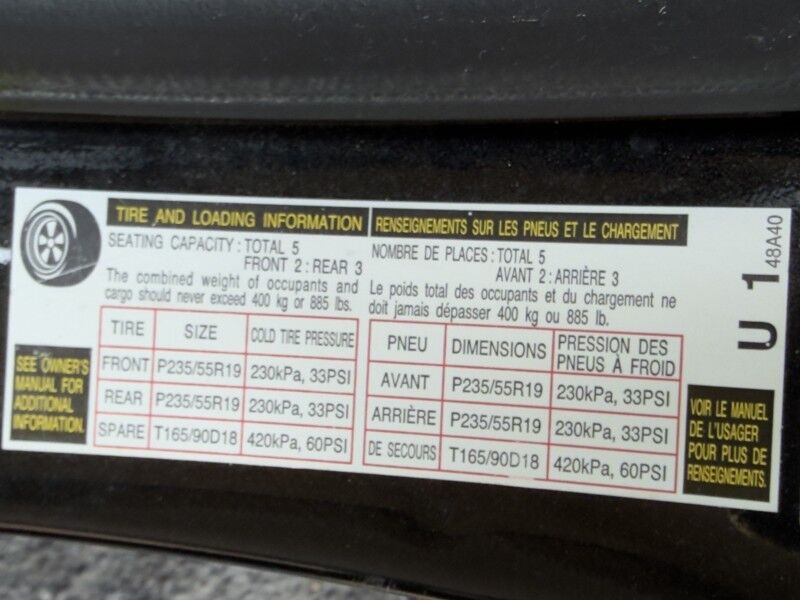 TIRE AND LOADING INFORMATION
SEATING CAPACITY : TOTAL 5
FRONT 2 : REAR 3
The combined weight of occupants and
cargo should never exceed 400 kg or 885 lbs.
TIRE SIZE COLD TIRE PRESSURE
FRONT P235/55R19 230kPa, 33PSI
REAR P235/55R19 230kPa, 33PSI
SPARE T165/90D18 420kPa, 60PSI
SEE OWNER'S
MANUAL FOR
ADDITIONAL
INFORMATION.
RENSEIGNEMENTS SUR LES PNEUS ET LE CHARGEMENT
NOMBRE DE PLACES : TOTAL 5
AVANT 2 : ARRIÈRE 3
Le poids total des occupants et du chargement ne
doit jamais dépasser 400 kg ou 885 lb.
PNEU DIMENSIONS PRESSION DES
PNEUS À FROID
AVANT P235/55R19 230kPa, 33PSI
ARRIÈRE P235/55R19 230kPa, 33PSI
DE SECOURS T165/90D18 420kPa, 60PSI
VOIR LE MANUEL
DE L'USAGER
POUR PLUS DE
RENSEIGNEMENTS.
U 1
48A40